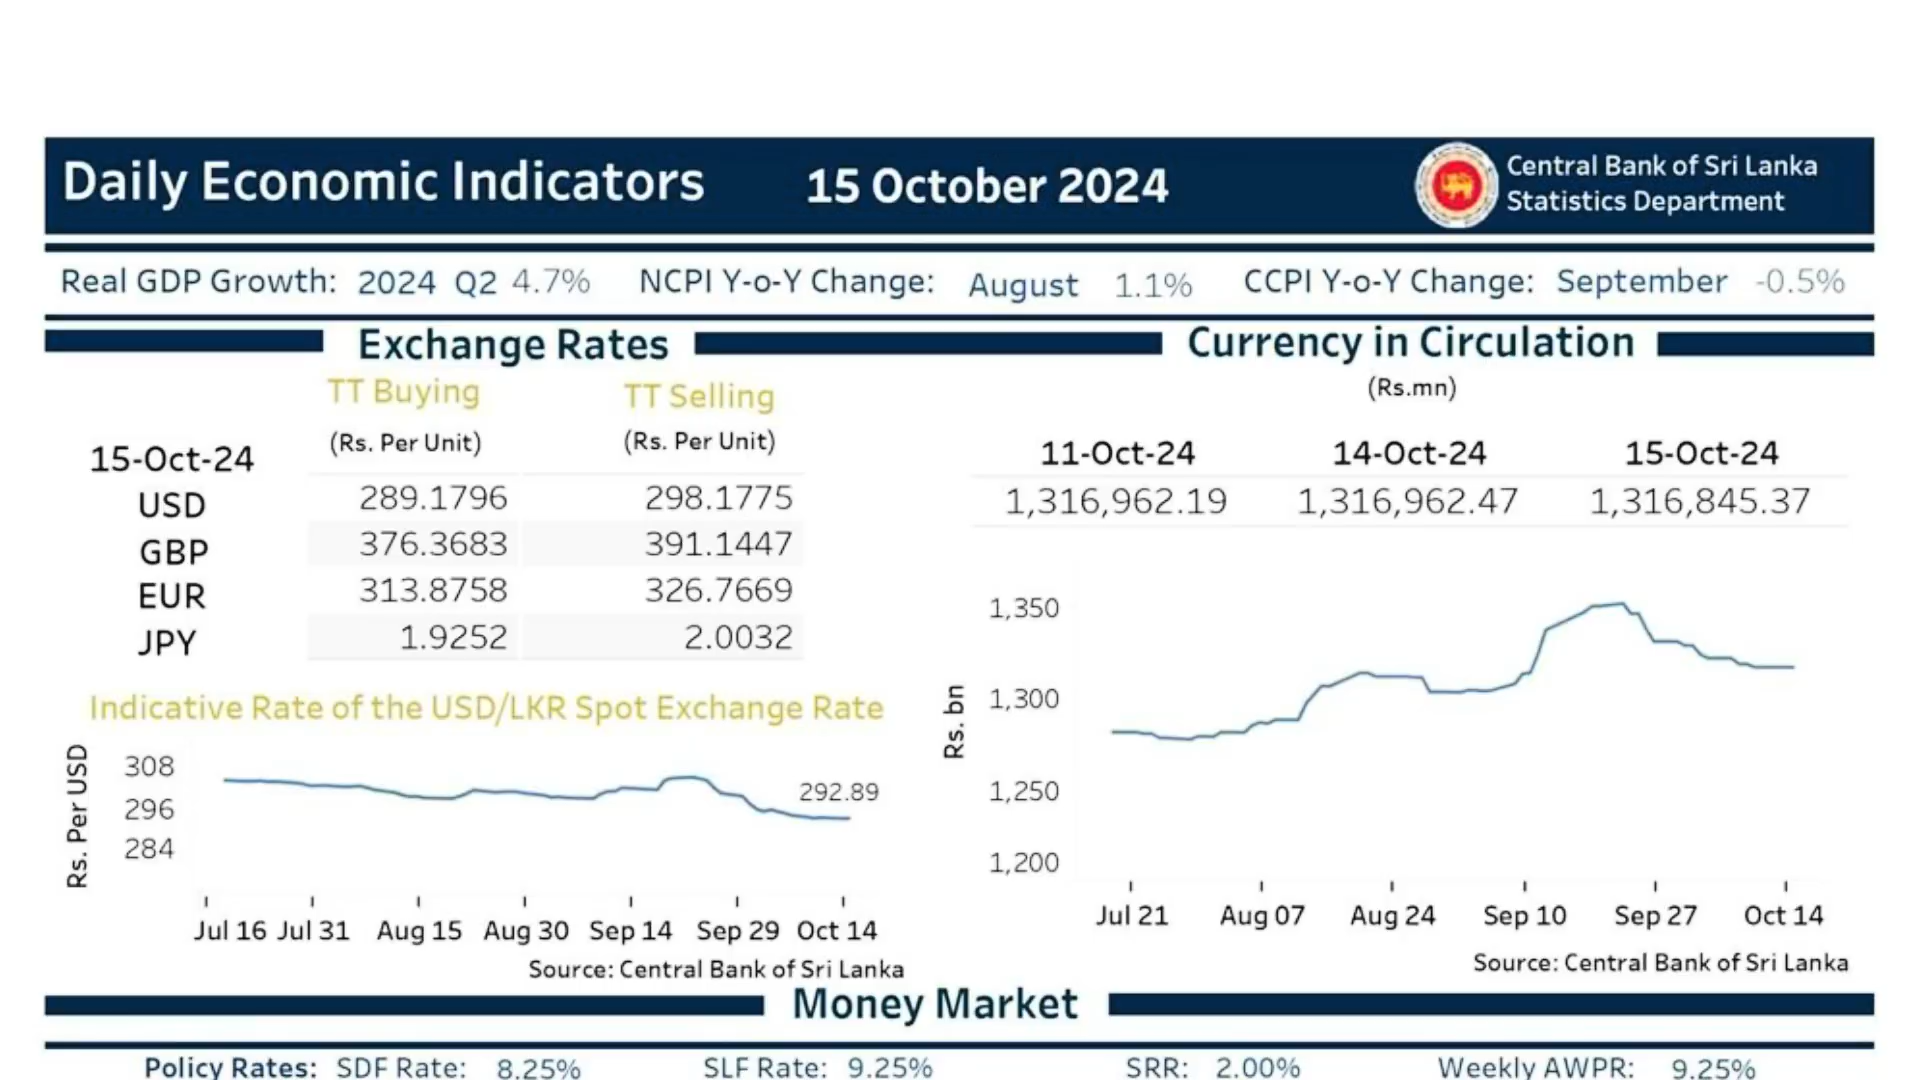 Daily Economic Indicators 15 October 2024
Central Bank of Sri Lanka
Statistics Department
Real GDP Growth: 2024 Q2 4.7% NCPI Y-o-Y Change: August 1.1% CCPI Y-o-Y Change: September -0.5%
Exchange Rates
TT Buying TT Selling
(Rs. Per Unit) (Rs. Per Unit)
15-Oct-24
USD 289.1796 298.1775
GBP 376.3683 391.1447
EUR 313.8758 326.7669
JPY 1.9252 2.0032
Indicative Rate of the USD/LKR Spot Exchange Rate
Rs. Per USD
308
296
284
292.89
Jul 16 Jul 31 Aug 15 Aug 30 Sep 14 Sep 29 Oct 14
Source: Central Bank of Sri Lanka
Currency in Circulation
(Rs.mn)
11-Oct-24 14-Oct-24 15-Oct-24
1,316,962.19 1,316,962.47 1,316,845.37
Rs. bn
1,350
1,300
1,250
1,200
Jul 21 Aug 07 Aug 24 Sep 10 Sep 27 Oct 14
Source: Central Bank of Sri Lanka
Money Market
Policy Rates: SDF Rate: 8.25% SLF Rate: 9.25% SRR: 2.00% Weekly AWPR: 9.25%